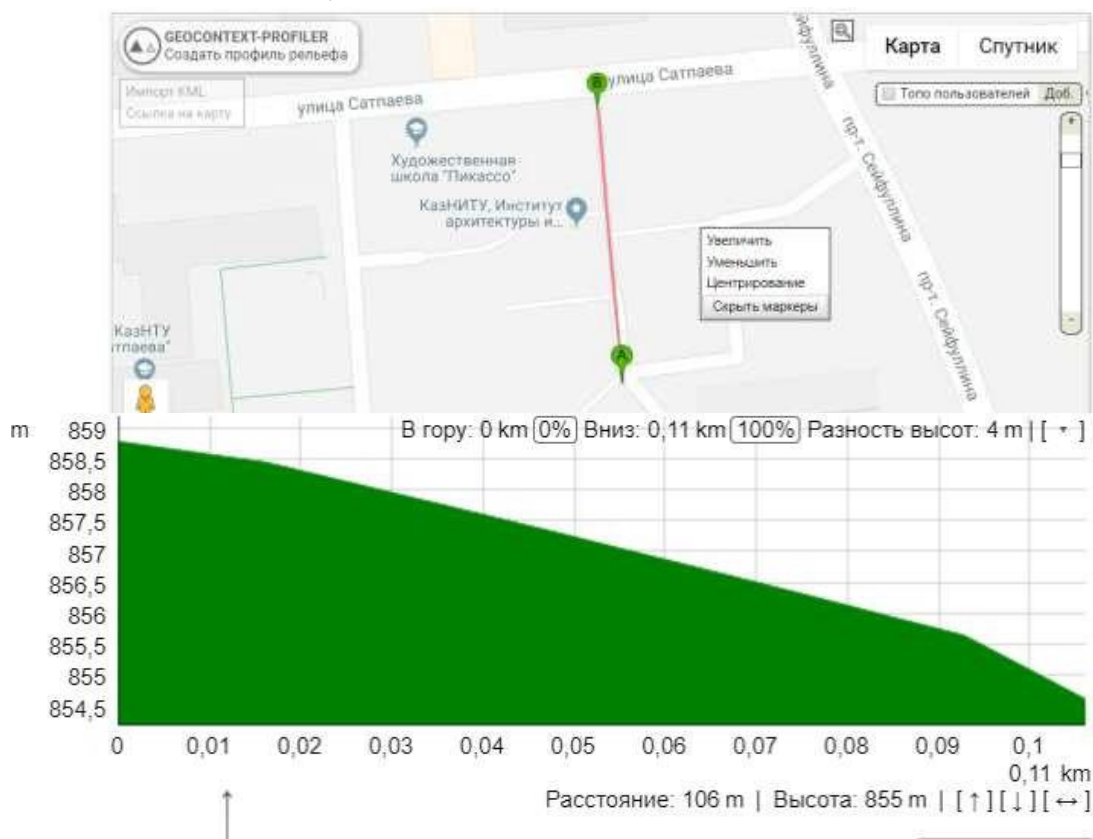 GEOCONTEXT-PROFILER
Создать профиль рельефа
Импорт KML
Ссылка на карту
Карта Спутник
Топо пользователей Доб.
улица Сатпаева
улица Сатпаева
Сейфуллина
пр-т. Сейфуллина
пр-т. Сейфуллина
B
Художественная
школа "Пикассо"
КазНИТУ, Институт
архитектуры и...
Увеличить
Уменьшить
Центрирование
Скрыть маркеры
A
КазНТУ
тпаева"
+
-
m
В гору: 0 km 0% Вниз: 0,11 km 100% Разность высот: 4 m | [ ▾ ]
859
858,5
858
857,5
857
856,5
856
855,5
855
854,5
0 0,01 0,02 0,03 0,04 0,05 0,06 0,07 0,08 0,09 0,1
0,11 km
Расстояние: 106 m | Высота: 855 m | [ ↑ ] [ ↓ ] [ ↔ ]